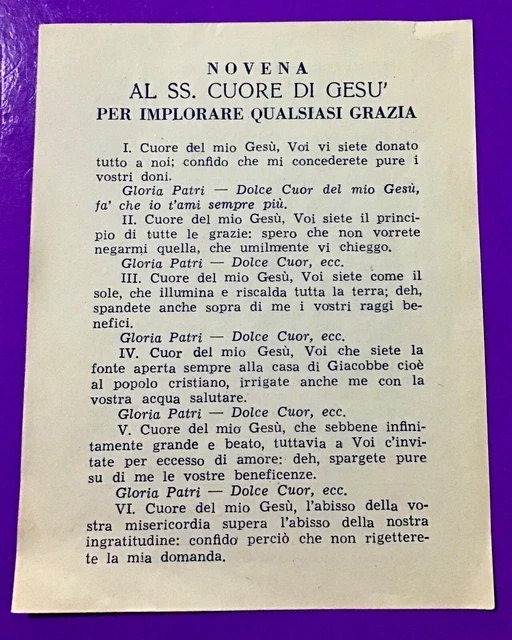 NOVENA
AL SS. CUORE DI GESU'
PER IMPLORARE QUALSIASI GRAZIA
I. Cuore del mio Gesù, Voi vi siete donato
tutto a noi; confido che mi concederete pure i
vostri doni.
Gloria Patri — Dolce Cuor del mio Gesù,
fa' che io t'ami sempre più.
II. Cuore del mio Gesù, Voi siete il princi-
pio di tutte le grazie: spero che non vorrete
negarmi quella, che umilmente vi chieggo.
Gloria Patri — Dolce Cuor, ecc.
III. Cuore del mio Gesù, Voi siete come il
sole, che illumina e riscalda tutta la terra; deh,
spandete anche sopra di me i vostri raggi be-
nefici.
Gloria Patri — Dolce Cuor, ecc.
IV. Cuor del mio Gesù, Voi che siete la
fonte aperta sempre alla casa di Giacobbe cioè
al popolo cristiano, irrigate anche me con la
vostra acqua salutare.
Gloria Patri — Dolce Cuor, ecc.
V. Cuore del mio Gesù, che sebbene infini-
tamente grande e beato, tuttavia a Voi c'invi-
tate per eccesso di amore: deh, spargete pure
su di me le vostre beneficenze.
Gloria Patri — Dolce Cuor, ecc.
VI. Cuore del mio Gesù, l'abisso della vo-
stra misericordia supera l'abisso della nostra
ingratitudine: confido perciò che non rigettere-
te la mia domanda.